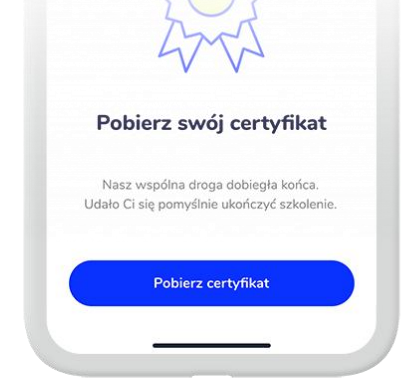 Pobierz swój certyfikat
Nasz wspólna droga dobiegła końca.
Udało Ci się pomyślnie ukończyć szkolenie.
Pobierz certyfikat